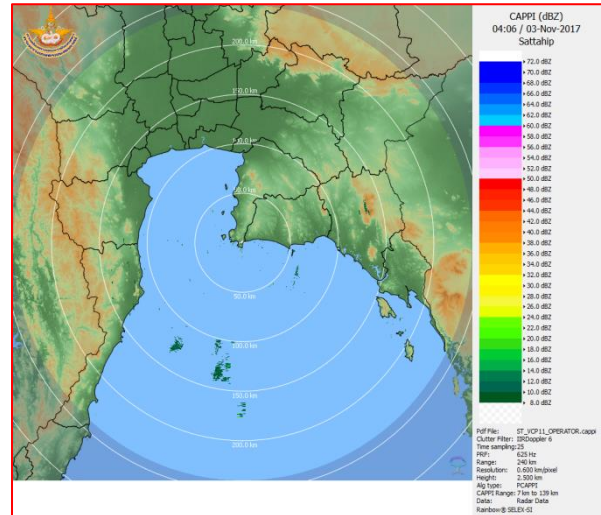 CAPPI (dBZ)
04:06 / 03-Nov-2017
Sattahip
72.0 dBZ
70.0 dBZ
68.0 dBZ
66.0 dBZ
64.0 dBZ
62.0 dBZ
60.0 dBZ
58.0 dBZ
56.0 dBZ
54.0 dBZ
52.0 dBZ
50.0 dBZ
48.0 dBZ
46.0 dBZ
44.0 dBZ
42.0 dBZ
40.0 dBZ
38.0 dBZ
36.0 dBZ
34.0 dBZ
32.0 dBZ
30.0 dBZ
28.0 dBZ
26.0 dBZ
24.0 dBZ
22.0 dBZ
20.0 dBZ
18.0 dBZ
16.0 dBZ
14.0 dBZ
12.0 dBZ
10.0 dBZ
8.0 dBZ
Pdf File: ST_VCP11_OPERATOR.cappi
Clutter Filter: IIRDoppler 6
Time sampling: 25
PRF: 625 Hz
Range: 240 km
Resolution: 0.600 km/pixel
Height: 2.500 km
Alg type: PCAPPI
CAPPI Range: 7 km to 139 km
Data: Radar Data
Rainbow® SELEX-SI
200.0 km
150.0 km
100.0 km
50.0 km
50.0 km
100.0 km
150.0 km
200.0 km